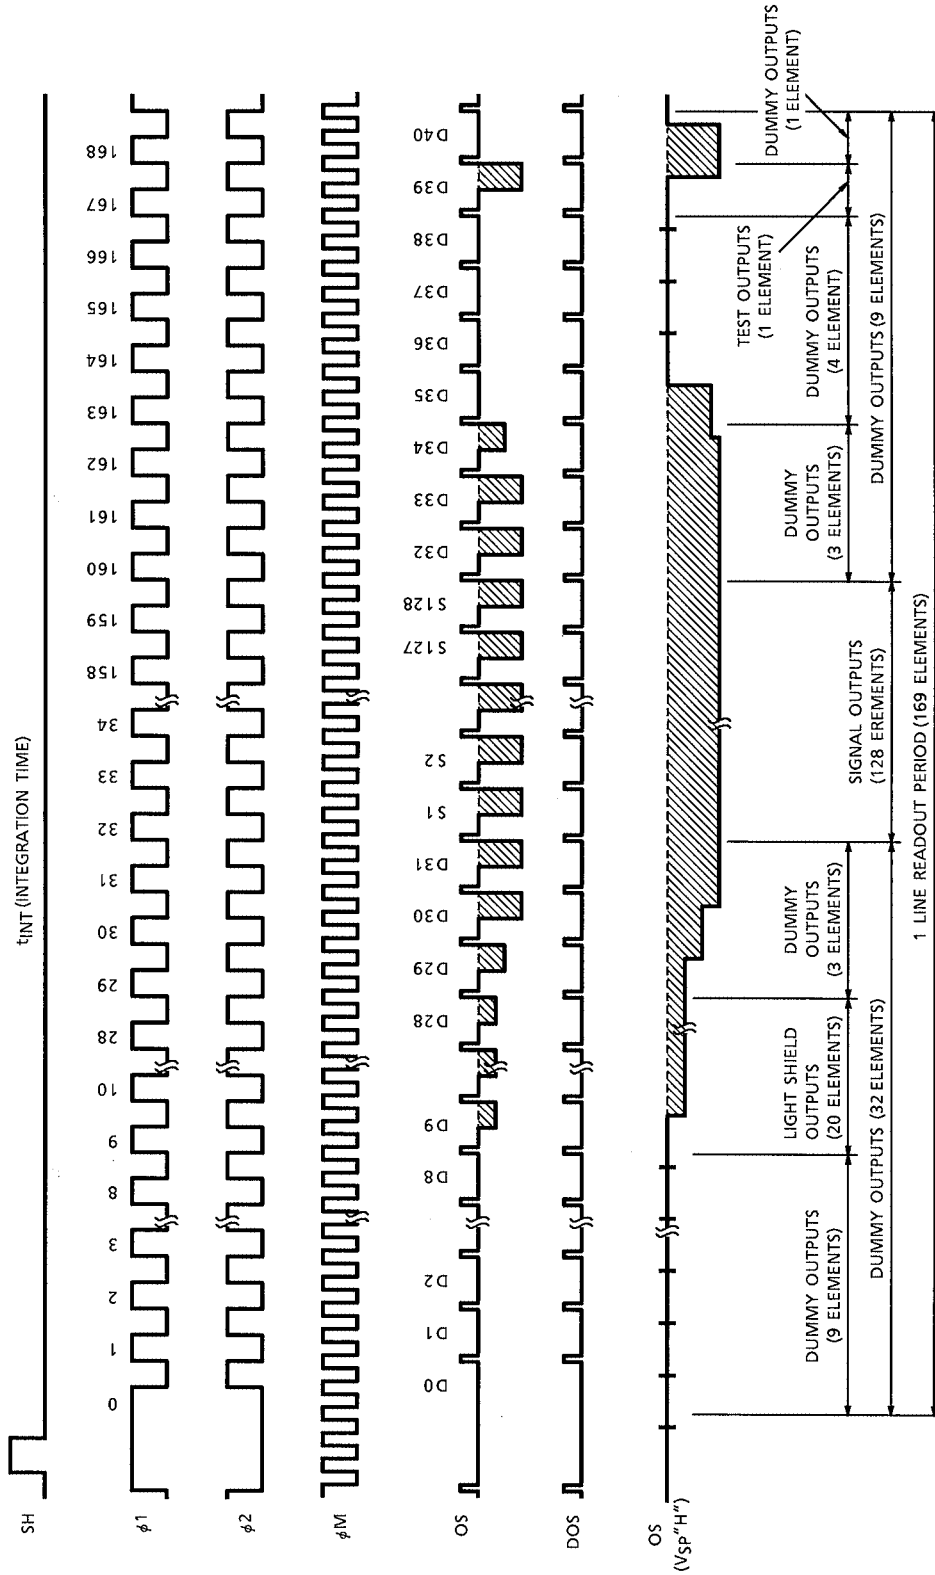 SH
tINT (INTEGRATION TIME)
φ1
0 1 2 3 8 9 10 28 29 30 31 32 33 34 158 159 160 161 162 163 164 165 166 167 168
φ2
φM
OS
D0 D1 D2 D8 D9 D28 D29 D30 D31 S1 S2 S127 S128 D32 D33 D34 D35 D36 D37 D38 D39 D40
DOS
OS
(VSP"H")
DUMMY OUTPUTS
(9 ELEMENTS)
LIGHT SHIELD
OUTPUTS
(20 ELEMENTS)
DUMMY
OUTPUTS
(3 ELEMENTS)
SIGNAL OUTPUTS
(128 EREMENTS)
DUMMY
OUTPUTS
(3 ELEMENTS)
DUMMY OUTPUTS
(4 ELEMENT)
TEST OUTPUTS
(1 ELEMENT)
DUMMY OUTPUTS
(1 ELEMENT)
DUMMY OUTPUTS (32 ELEMENTS)
DUMMY OUTPUTS (9 ELEMENTS)
1 LINE READOUT PERIOD (169 ELEMENTS)